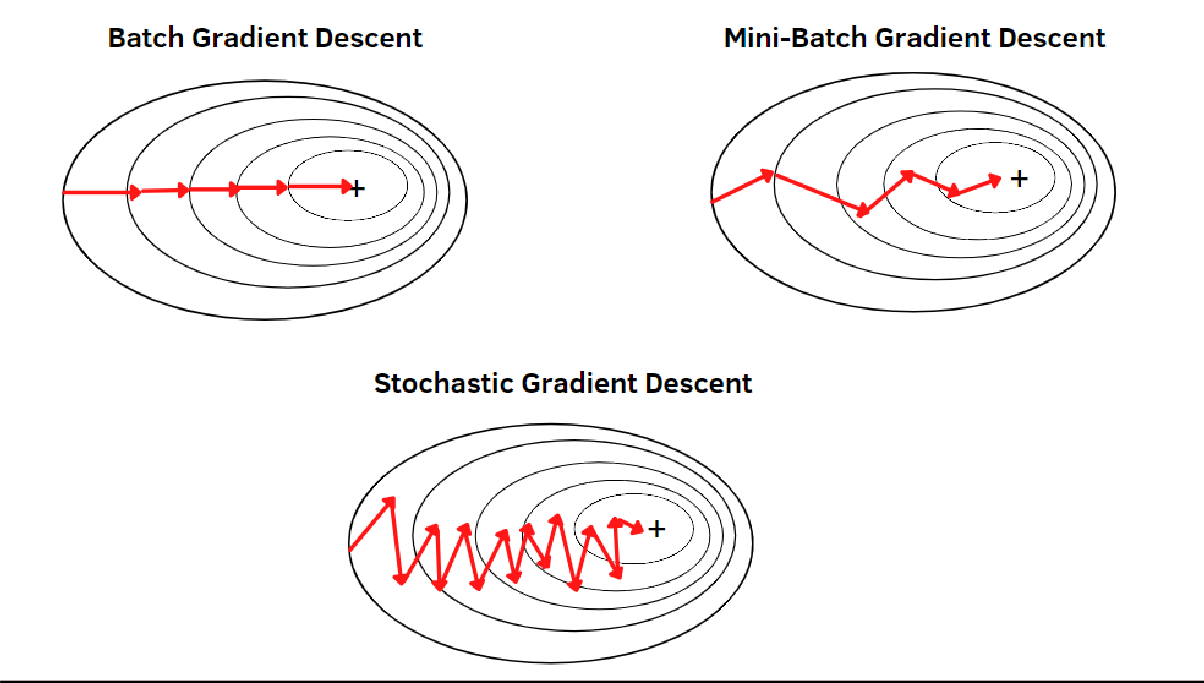 Batch Gradient Descent
Mini-Batch Gradient Descent
Stochastic Gradient Descent